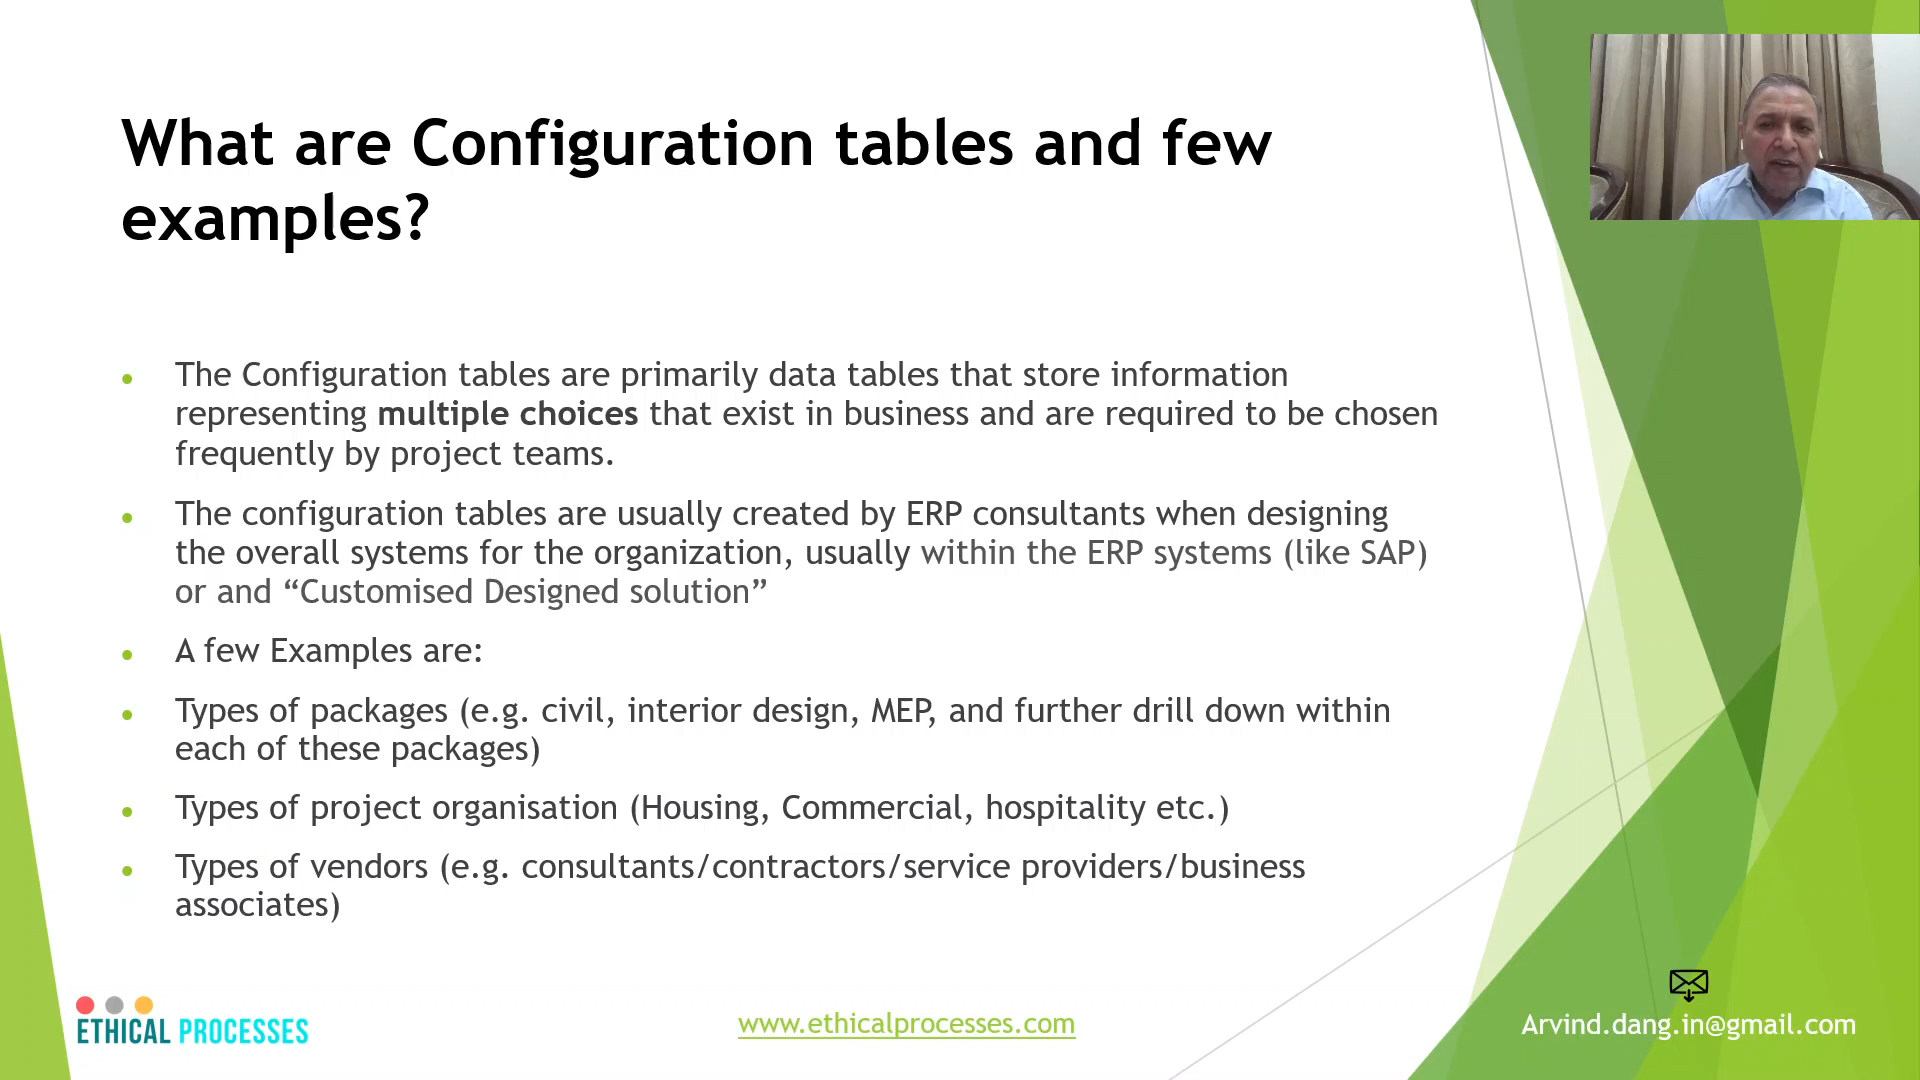 What are Configuration tables and few
examples?
The Configuration tables are primarily data tables that store information
representing multiple choices that exist in business and are required to be chosen
frequently by project teams.
The configuration tables are usually created by ERP consultants when designing
the overall systems for the organization, usually within the ERP systems (like SAP)
or and “Customised Designed solution”
A few Examples are:
Types of packages (e.g. civil, interior design, MEP, and further drill down within
each of these packages)
Types of project organisation (Housing, Commercial, hospitality etc.)
Types of vendors (e.g. consultants/contractors/service providers/business
associates)
ETHICAL PROCESSES
www.ethicalprocesses.com
Arvind.dang.in@gmail.com